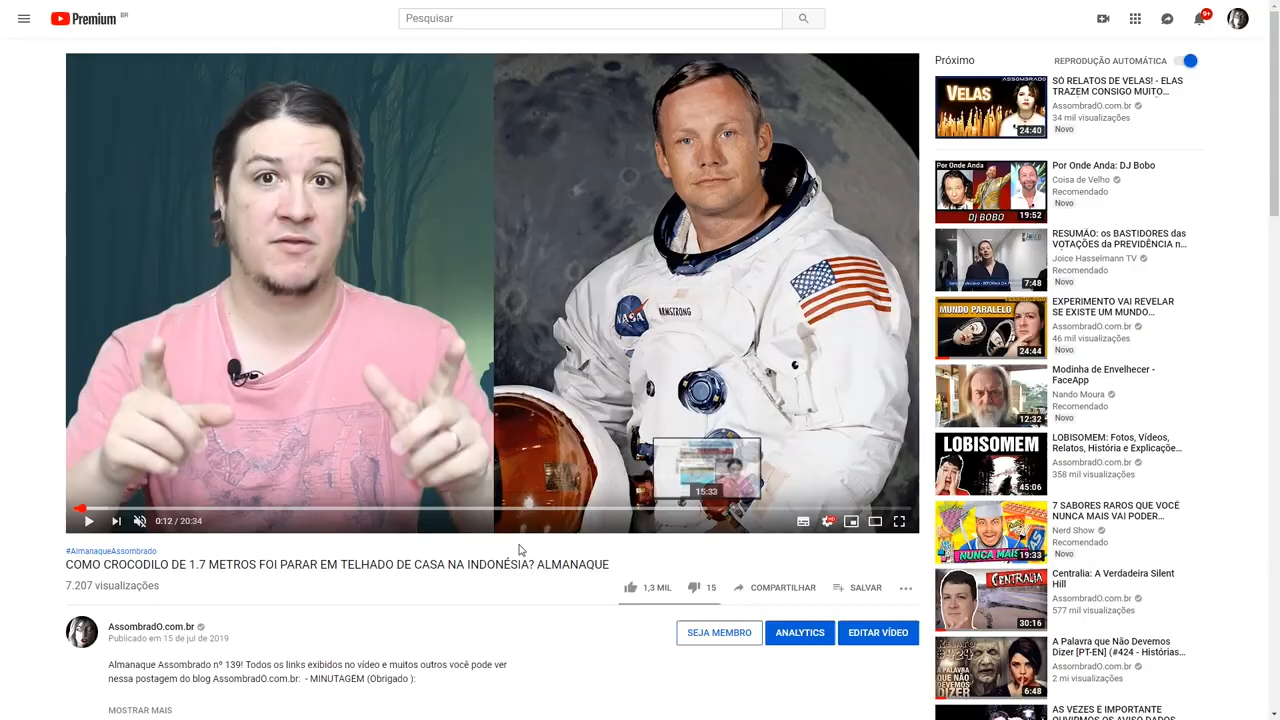 Premium BR
Pesquisar
9+
NASA
ARMSTRONG
15:33
0:12 / 20:34
HD
#AlmanaqueAssombrado
COMO CROCODILO DE 1.7 METROS FOI PARAR EM TELHADO DE CASA NA INDONÉSIA? ALMANAQUE
7.207 visualizações
1,3 MIL
15
COMPARTILHAR
SALVAR
AssombradO.com.br
Publicado em 15 de jul de 2019
SEJA MEMBRO
ANALYTICS
EDITAR VÍDEO
Almanaque Assombrado nº 139! Todos os links exibidos no vídeo e muitos outros você pode ver
nessa postagem do blog AssombradO.com.br: - MINUTAGEM (Obrigado ):
MOSTRAR MAIS
Próximo
REPRODUÇÃO AUTOMÁTICA
ASSOMBRADO
VELAS
24:40
SÓ RELATOS DE VELAS! - ELAS
TRAZEM CONSIGO MUITO...
AssombradO.com.br
34 mil visualizações
Novo
Por Onde Anda
DJ BOBO
19:52
Por Onde Anda: DJ Bobo
Coisa de Velho
Recomendado
Novo
7:48
RESUMÃO: os BASTIDORES das
VOTAÇÕES da PREVIDÊNCIA n...
Joice Hasselmann TV
Recomendado
Novo
MUNDO PARALELO
24:44
EXPERIMENTO VAI REVELAR
SE EXISTE UM MUNDO...
AssombradO.com.br
46 mil visualizações
Novo
12:32
Modinha de Envelhecer -
FaceApp
Nando Moura
Recomendado
Novo
LOBISOMEM
45:06
LOBISOMEM: Fotos, Vídeos,
Relatos, História e Explicaçõe...
AssombradO.com.br
358 mil visualizações
NUNCA MAIS
19:33
7 SABORES RAROS QUE VOCÊ
NUNCA MAIS VAI PODER...
Nerd Show
Recomendado
Novo
CENTRALIA
30:16
Centralia: A Verdadeira Silent
Hill
AssombradO.com.br
577 mil visualizações
RELATO
#424
A PALAVRA
QUE NÃO
DEVEMOS
DIZER
6:48
A Palavra que Não Devemos
Dizer [PT-EN] (#424 - Histórias...
AssombradO.com.br
2 mi visualizações
AS VEZES É IMPORTANTE
OUVIRMOS OS AVISO DADOS